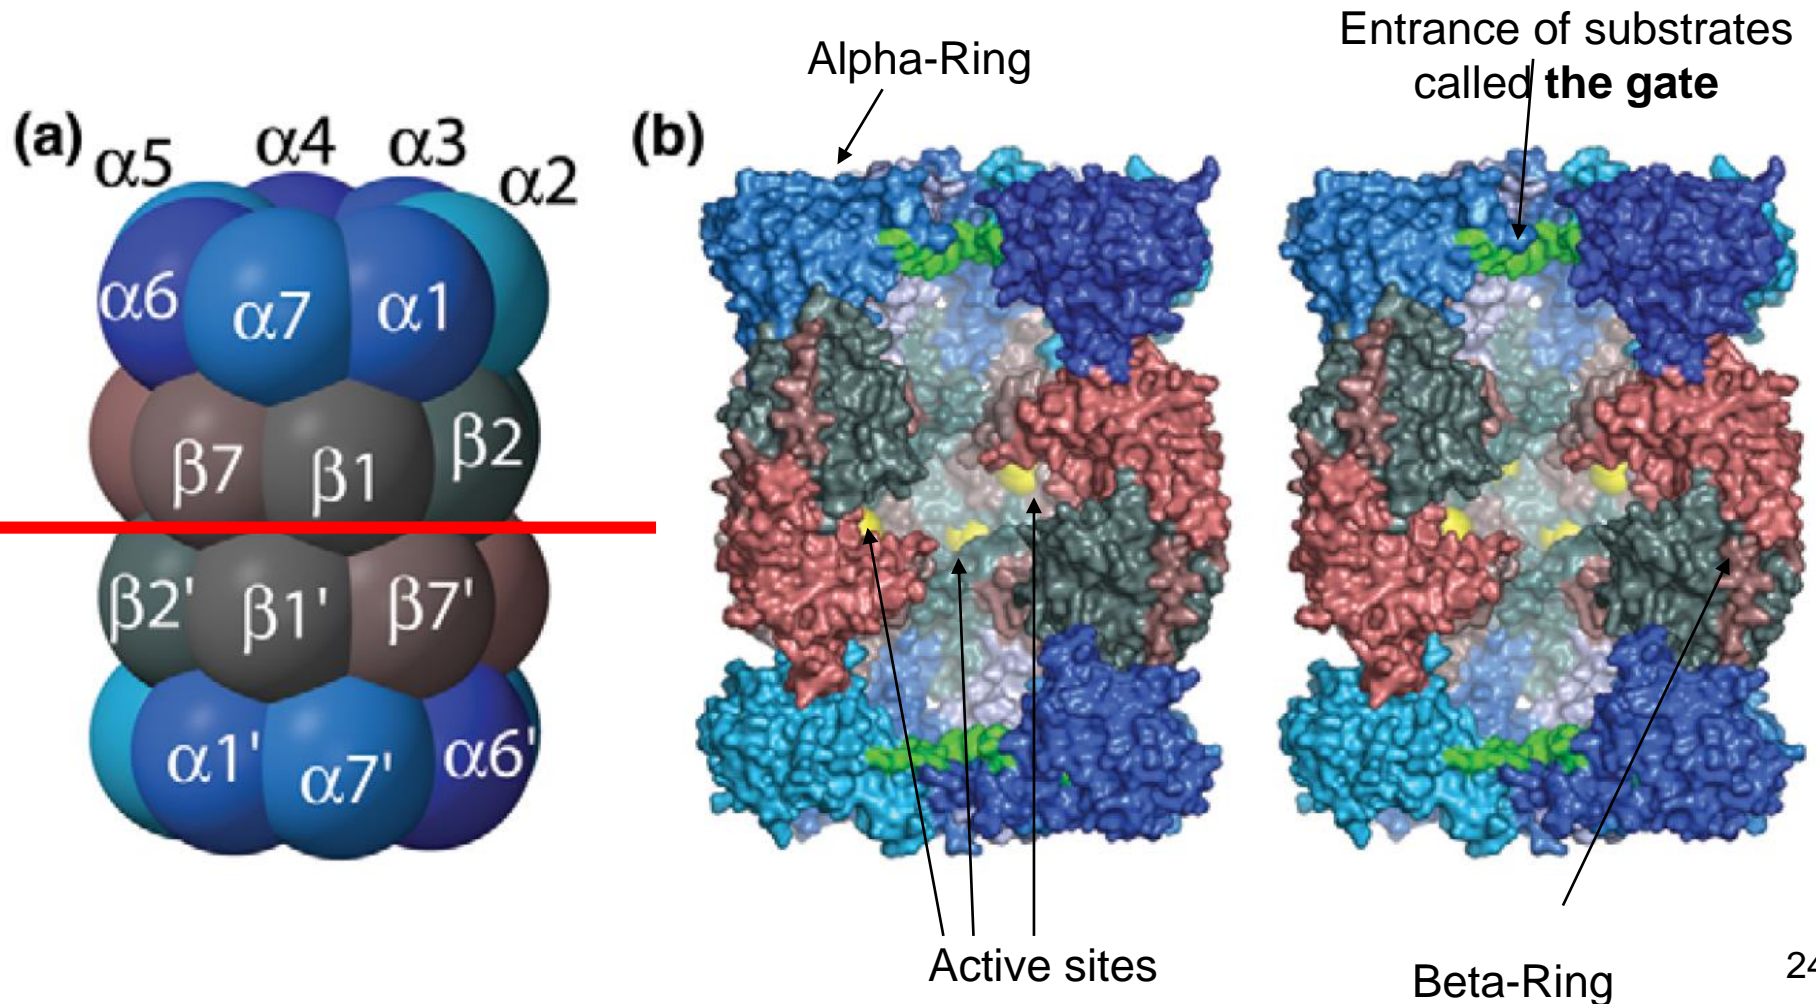 Entrance of substrates
called the gate
Alpha-Ring
(a)
α5
α4
α3
α2
(b)
α6
α7
α1
β7
β1
β2
β2'
β1'
β7'
α1'
α7'
α6'
Active sites
Beta-Ring
24